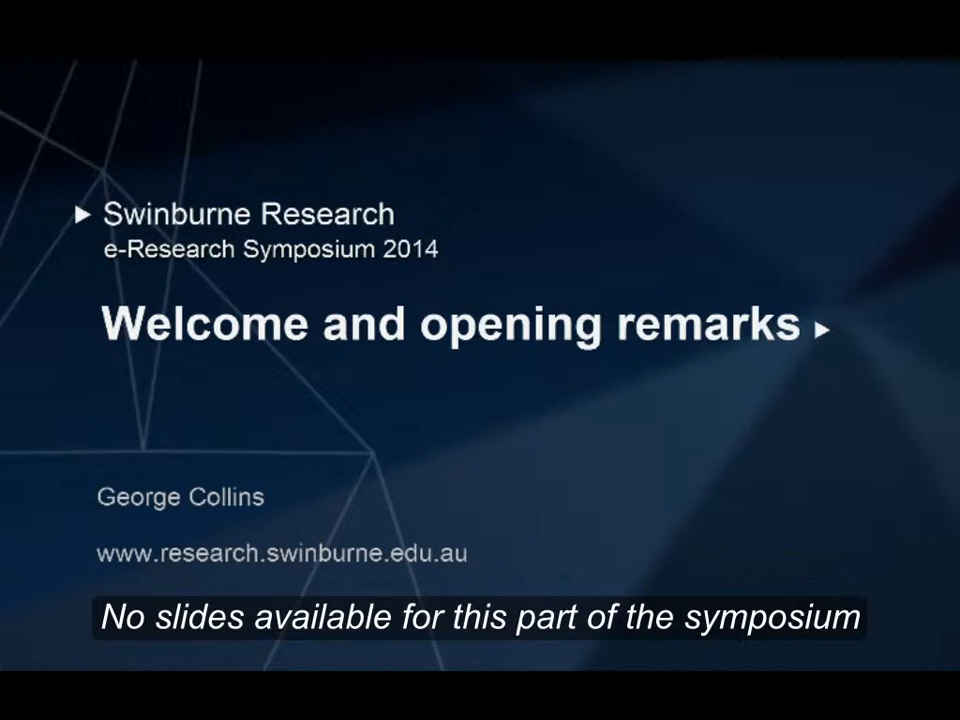 Swinburne Research
e-Research Symposium 2014
Welcome and opening remarks
George Collins
www.research.swinburne.edu.au
No slides available for this part of the symposium